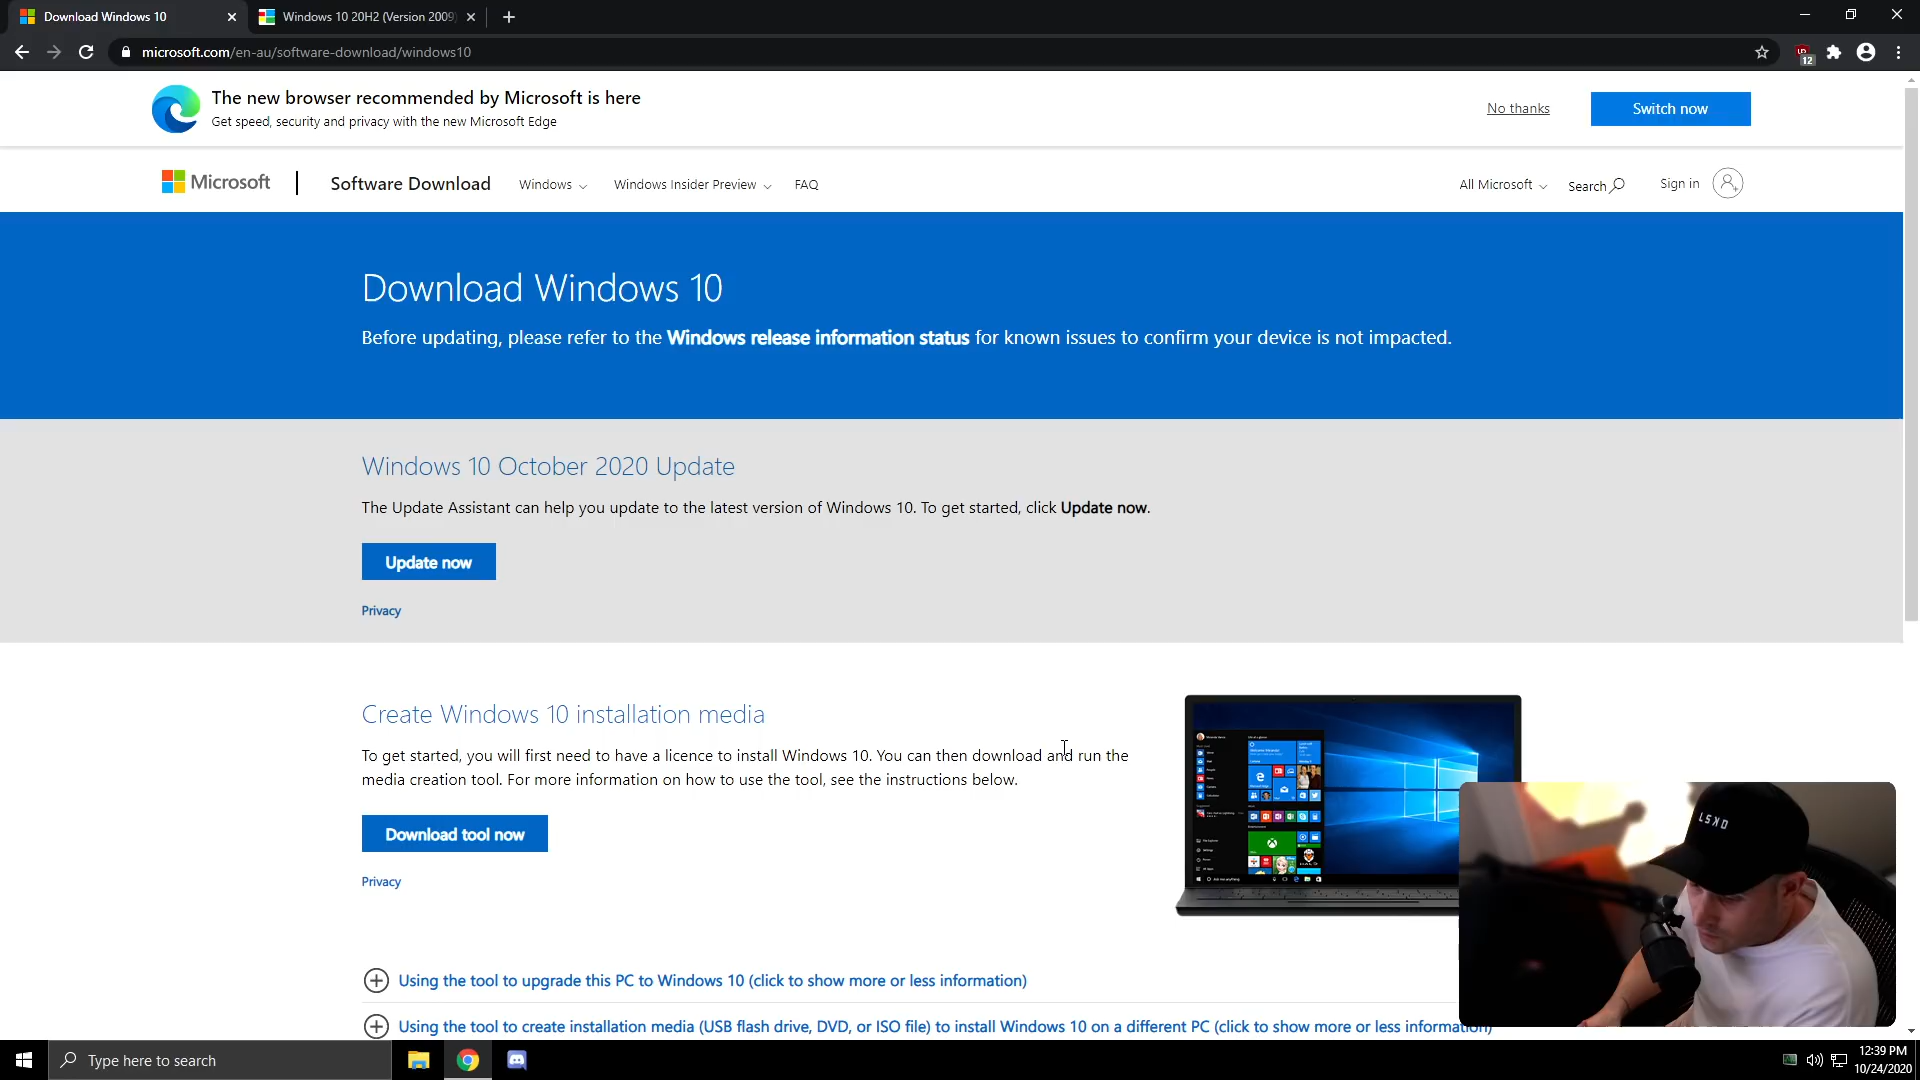 Download Windows 10
Windows 10 20H2 (Version 2009)
microsoft.com/en-au/software-download/windows10
12
The new browser recommended by Microsoft is here
Get speed, security and privacy with the new Microsoft Edge
No thanks
Switch now
Microsoft
Software Download
Windows
Windows Insider Preview
FAQ
All Microsoft
Search
Sign in
Download Windows 10
Before updating, please refer to the Windows release information status for known issues to confirm your device is not impacted.
Windows 10 October 2020 Update
The Update Assistant can help you update to the latest version of Windows 10. To get started, click Update now.
Update now
Privacy
Create Windows 10 installation media
To get started, you will first need to have a licence to install Windows 10. You can then download and run the
media creation tool. For more information on how to use the tool, see the instructions below.
Download tool now
Privacy
LSKD
Using the tool to upgrade this PC to Windows 10 (click to show more or less information)
Using the tool to create installation media (USB flash drive, DVD, or ISO file) to install Windows 10 on a different PC (click to show more or less information)
Type here to search
12:39 PM
10/24/2020